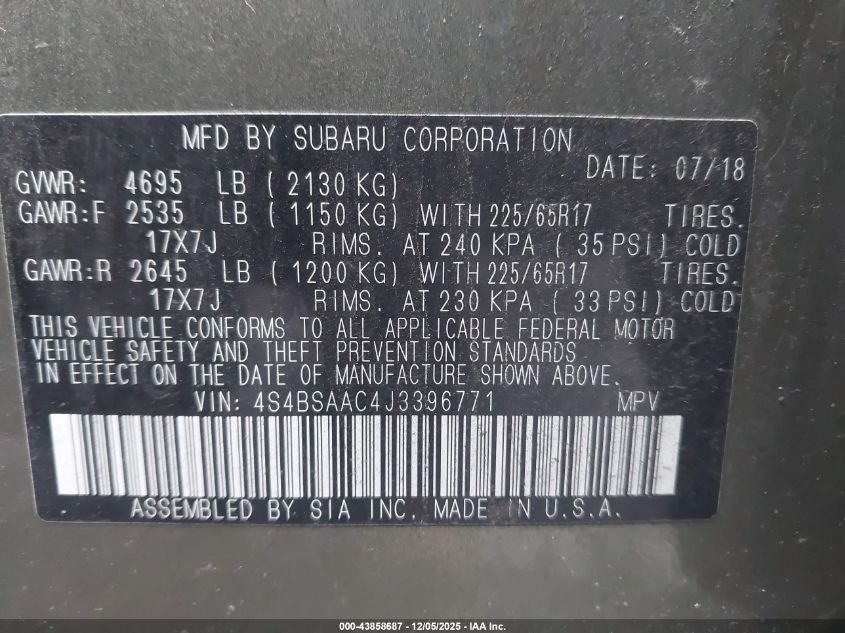 MFD BY SUBARU CORPORATION
DATE: 07/18
GVWR: 4695 LB ( 2130 KG)
GAWR:F 2535 LB ( 1150 KG) WITH 225/65R17 TIRES.
17X7J RIMS. AT 240 KPA ( 35 PSI) COLD
GAWR:R 2645 LB ( 1200 KG) WITH 225/65R17 TIRES.
17X7J RIMS. AT 230 KPA ( 33 PSI) COLD
THIS VEHICLE CONFORMS TO ALL APPLICABLE FEDERAL MOTOR
VEHICLE SAFETY AND THEFT PREVENTION STANDARDS
IN EFFECT ON THE DATE OF MANUFACTURE SHOWN ABOVE.
VIN: 4S4BSAAC4J3396771 MPV
ASSEMBLED BY SIA INC. MADE IN U.S.A.
000-43858687 - 12/05/2025 - IAA Inc.